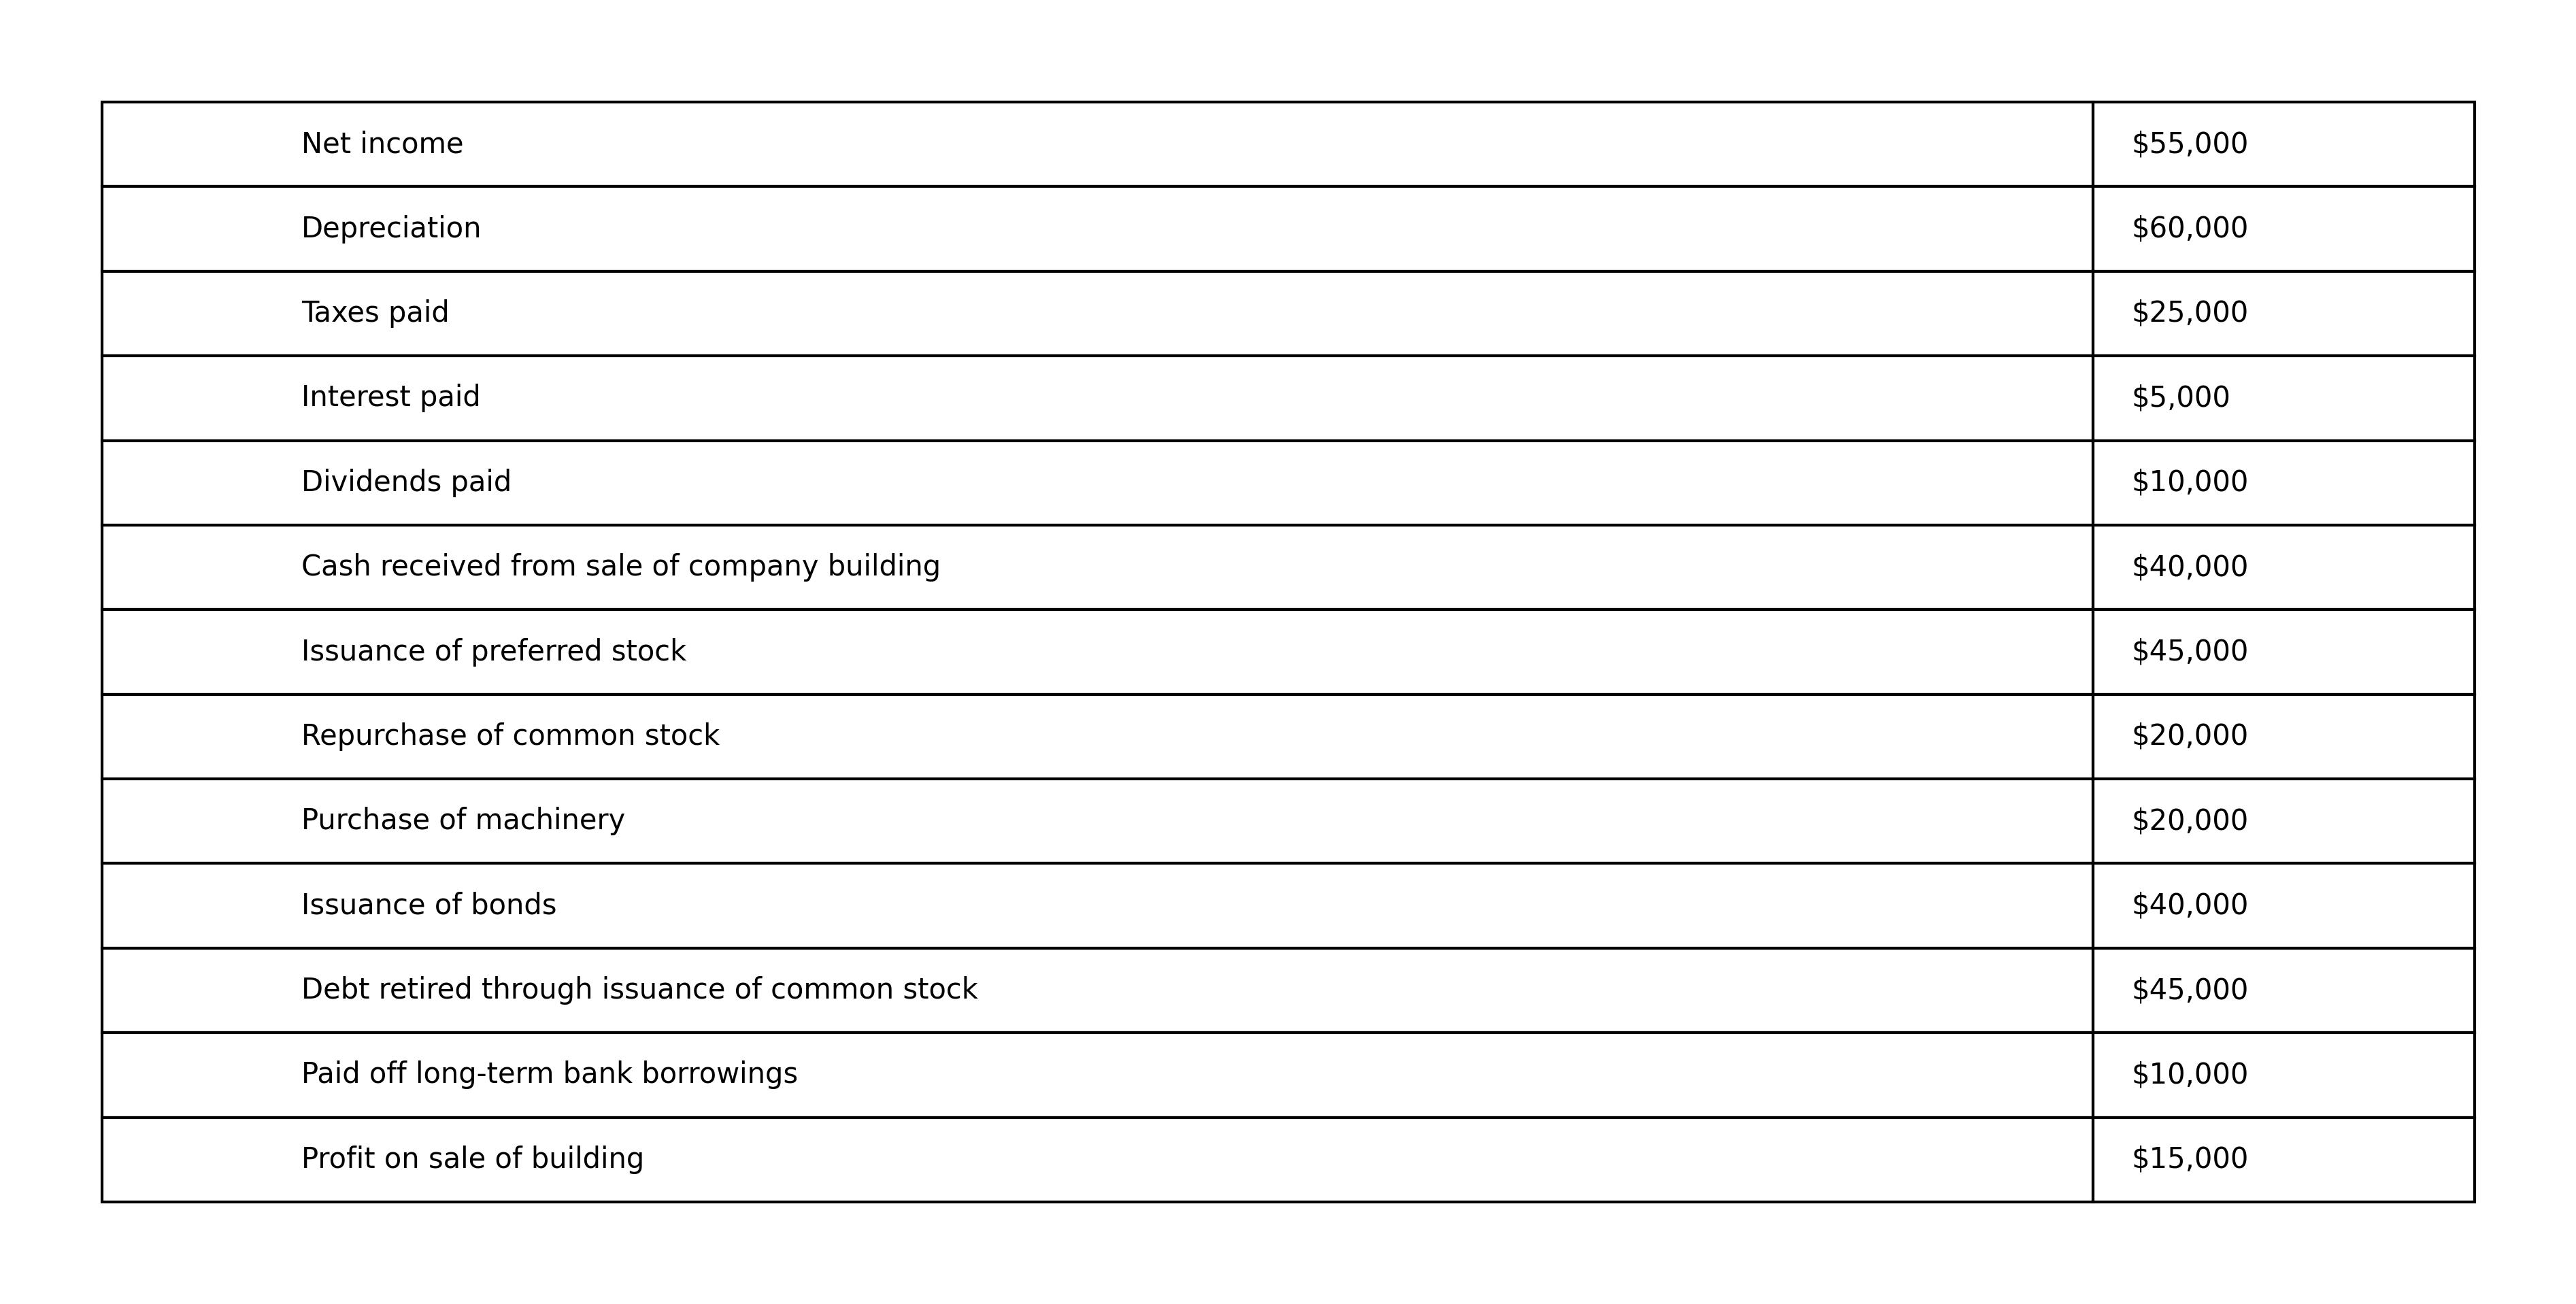 Net income $55,000
Depreciation $60,000
Taxes paid $25,000
Interest paid $5,000
Dividends paid $10,000
Cash received from sale of company building $40,000
Issuance of preferred stock $45,000
Repurchase of common stock $20,000
Purchase of machinery $20,000
Issuance of bonds $40,000
Debt retired through issuance of common stock $45,000
Paid off long-term bank borrowings $10,000
Profit on sale of building $15,000